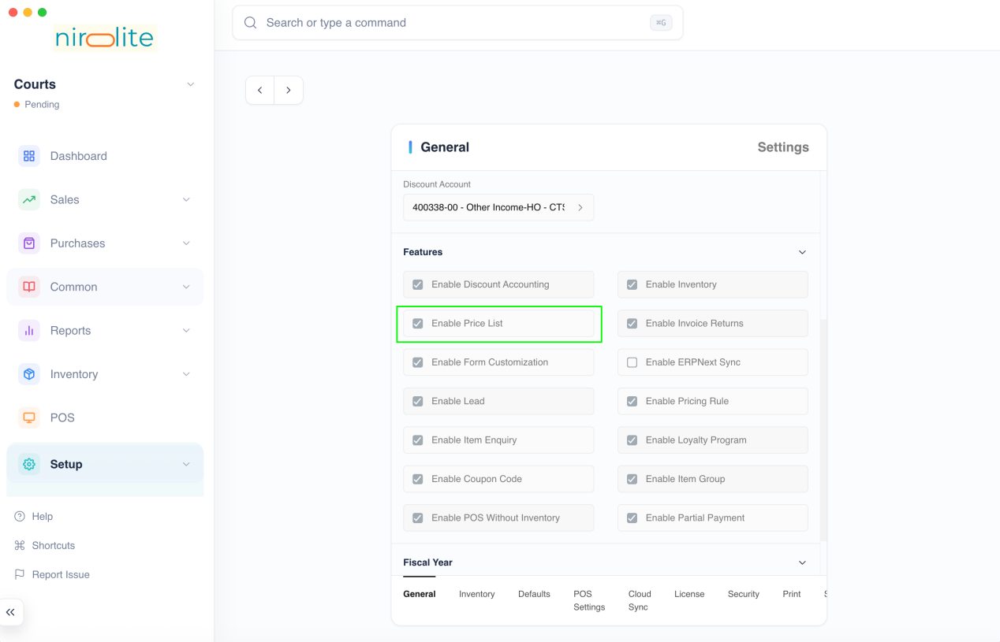 nirolite
Search or type a command
⌘G
Courts
Pending
Dashboard
Sales
Purchases
Common
Reports
Inventory
POS
Setup
Help
Shortcuts
Report Issue
General
Settings
Discount Account
400338-00 - Other Income-HO - CTS
Features
Enable Discount Accounting
Enable Inventory
Enable Price List
Enable Invoice Returns
Enable Form Customization
Enable ERPNext Sync
Enable Lead
Enable Pricing Rule
Enable Item Enquiry
Enable Loyalty Program
Enable Coupon Code
Enable Item Group
Enable POS Without Inventory
Enable Partial Payment
Fiscal Year
General
Inventory
Defaults
POS
Settings
Cloud
Sync
License
Security
Print